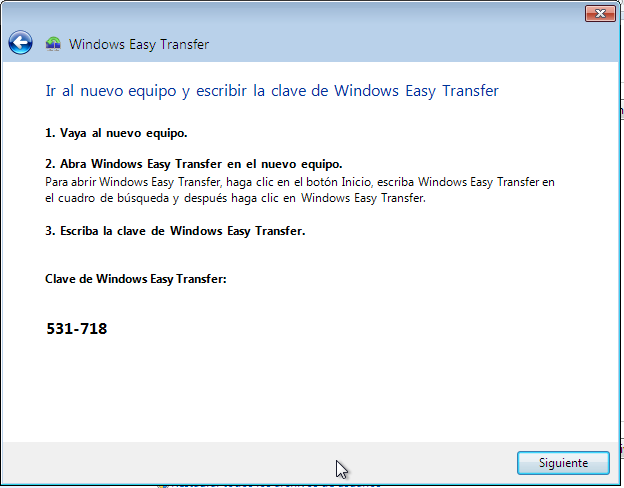 Windows Easy Transfer
Ir al nuevo equipo y escribir la clave de Windows Easy Transfer
1. Vaya al nuevo equipo.
2. Abra Windows Easy Transfer en el nuevo equipo.
Para abrir Windows Easy Transfer, haga clic en el botón Inicio, escriba Windows Easy Transfer en
el cuadro de búsqueda y después haga clic en Windows Easy Transfer.
3. Escriba la clave de Windows Easy Transfer.
Clave de Windows Easy Transfer:
531-718
Siguiente